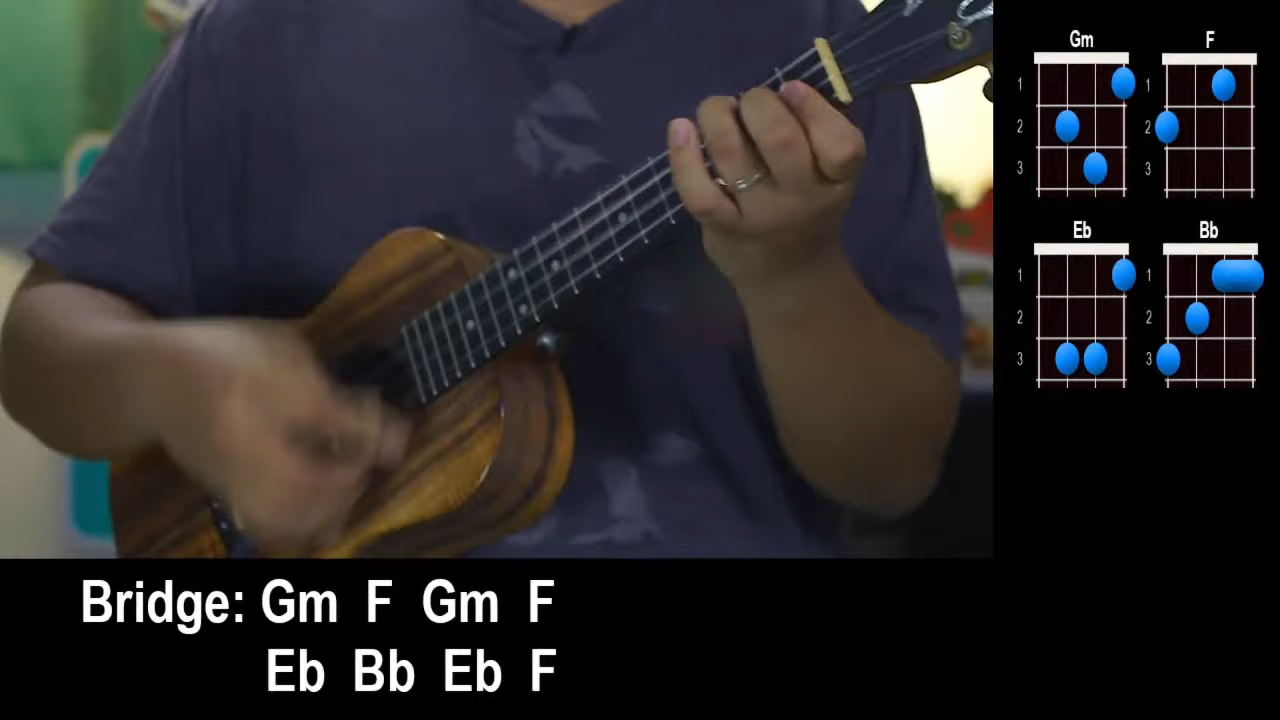 Gm F
1 1
2 2
3 3
Eb Bb
1 1
2 2
3 3
Bridge: Gm F Gm F
Eb Bb Eb F